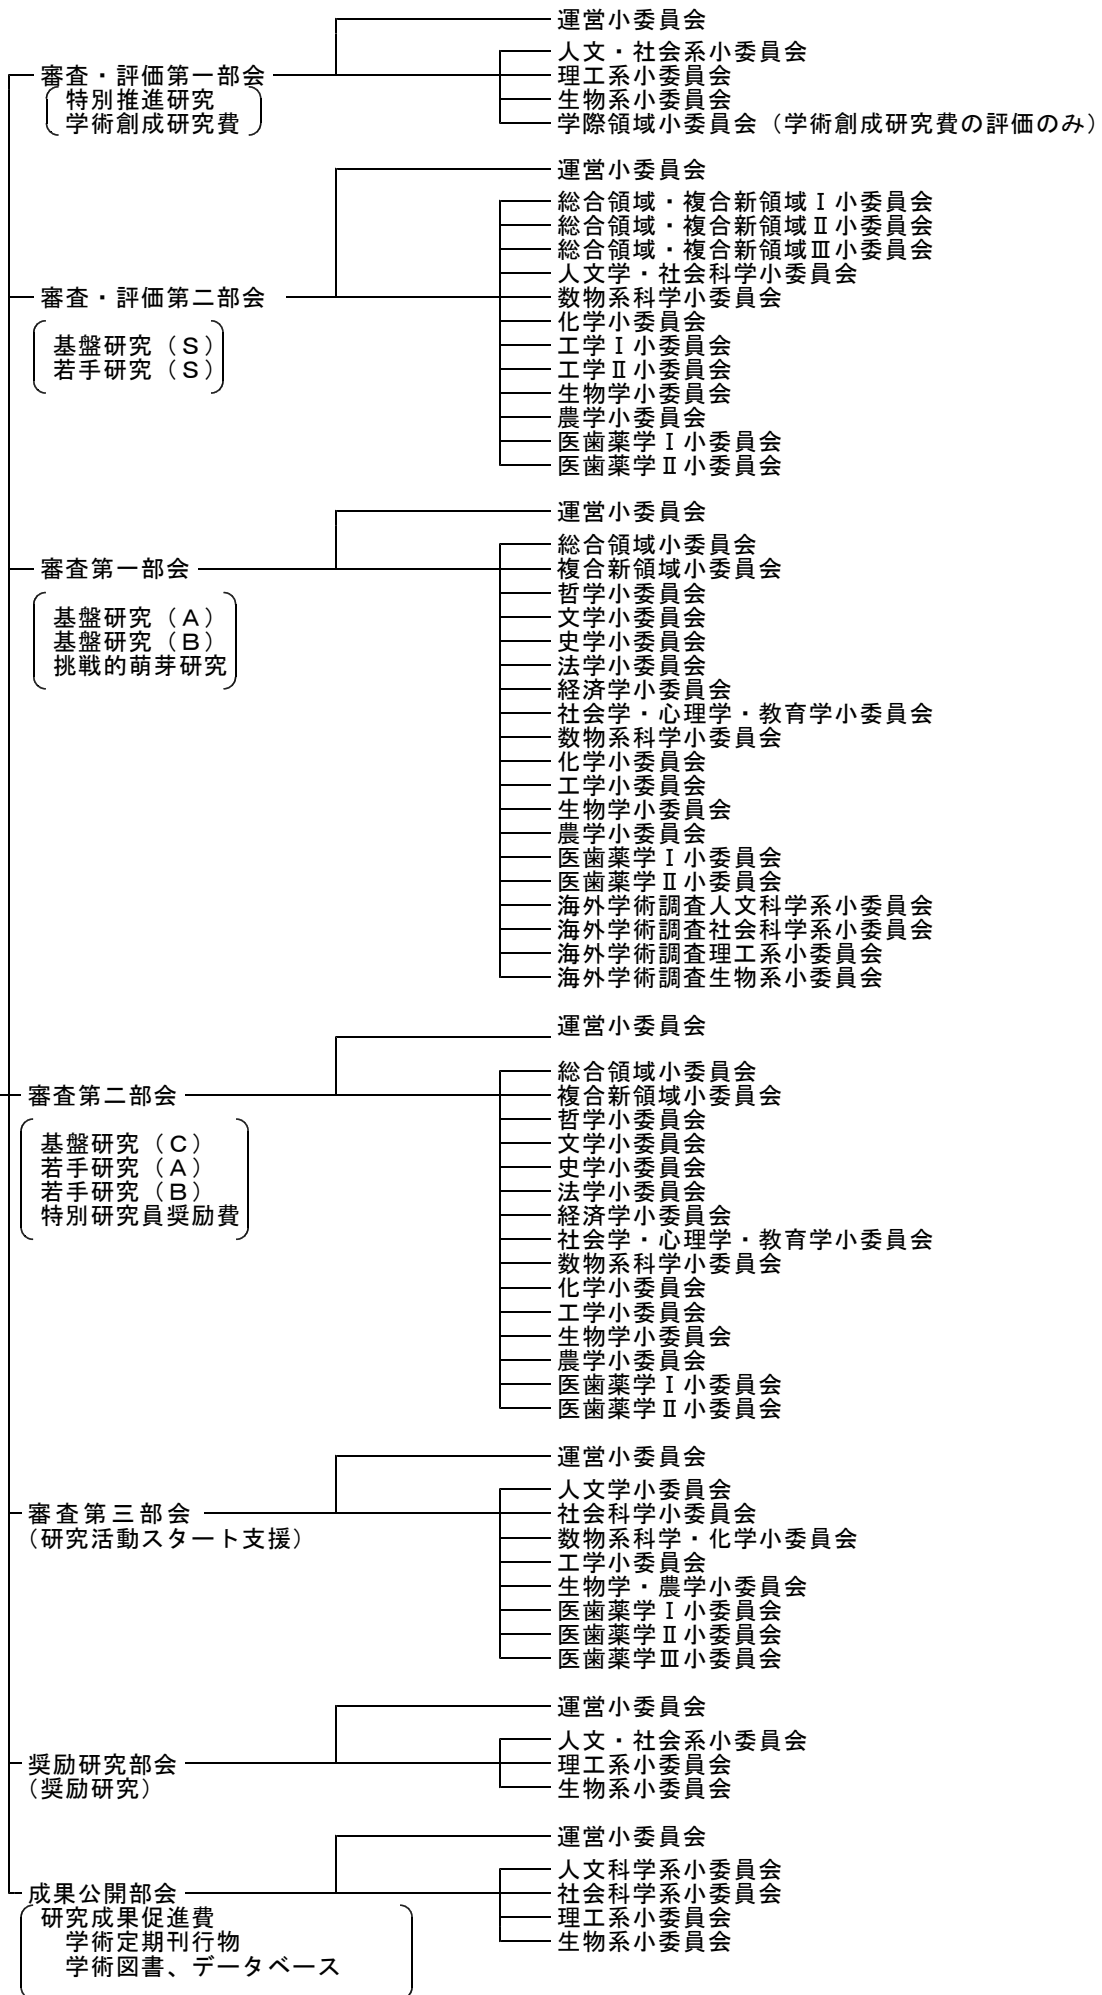 運営小委員会
人文・社会系小委員会
審査・評価第一部会
理工系小委員会
特別推進研究
生物系小委員会
学術創成研究費
学際領域小委員会（学術創成研究費の評価のみ）
運営小委員会
総合領域・複合新領域Ⅰ小委員会
総合領域・複合新領域Ⅱ小委員会
総合領域・複合新領域Ⅲ小委員会
人文学・社会科学小委員会
審査・評価第二部会
数物系科学小委員会
化学小委員会
基盤研究（Ｓ）
工学Ⅰ小委員会
若手研究（Ｓ）
工学Ⅱ小委員会
生物学小委員会
農学小委員会
医歯薬学Ⅰ小委員会
医歯薬学Ⅱ小委員会
運営小委員会
総合領域小委員会
審査第一部会
複合新領域小委員会
哲学小委員会
基盤研究（Ａ）
文学小委員会
基盤研究（Ｂ）
史学小委員会
挑戦的萌芽研究
法学小委員会
経済学小委員会
社会学・心理学・教育学小委員会
数物系科学小委員会
化学小委員会
工学小委員会
生物学小委員会
農学小委員会
医歯薬学Ⅰ小委員会
医歯薬学Ⅱ小委員会
海外学術調査人文科学系小委員会
海外学術調査社会科学系小委員会
海外学術調査理工系小委員会
海外学術調査生物系小委員会
運営小委員会
総合領域小委員会
審査第二部会
複合新領域小委員会
哲学小委員会
基盤研究（Ｃ）
文学小委員会
若手研究（Ａ）
史学小委員会
若手研究（Ｂ）
法学小委員会
特別研究員奨励費
経済学小委員会
社会学・心理学・教育学小委員会
数物系科学小委員会
化学小委員会
工学小委員会
生物学小委員会
農学小委員会
医歯薬学Ⅰ小委員会
医歯薬学Ⅱ小委員会
運営小委員会
人文学小委員会
審査第三部会
社会科学小委員会
（研究活動スタート支援）
数物系科学・化学小委員会
工学小委員会
生物学・農学小委員会
医歯薬学Ⅰ小委員会
医歯薬学Ⅱ小委員会
医歯薬学Ⅲ小委員会
運営小委員会
人文・社会系小委員会
奨励研究部会
理工系小委員会
（奨励研究）
生物系小委員会
運営小委員会
人文科学系小委員会
成果公開部会
社会科学系小委員会
研究成果促進費
理工系小委員会
学術定期刊行物
生物系小委員会
学術図書、データベース